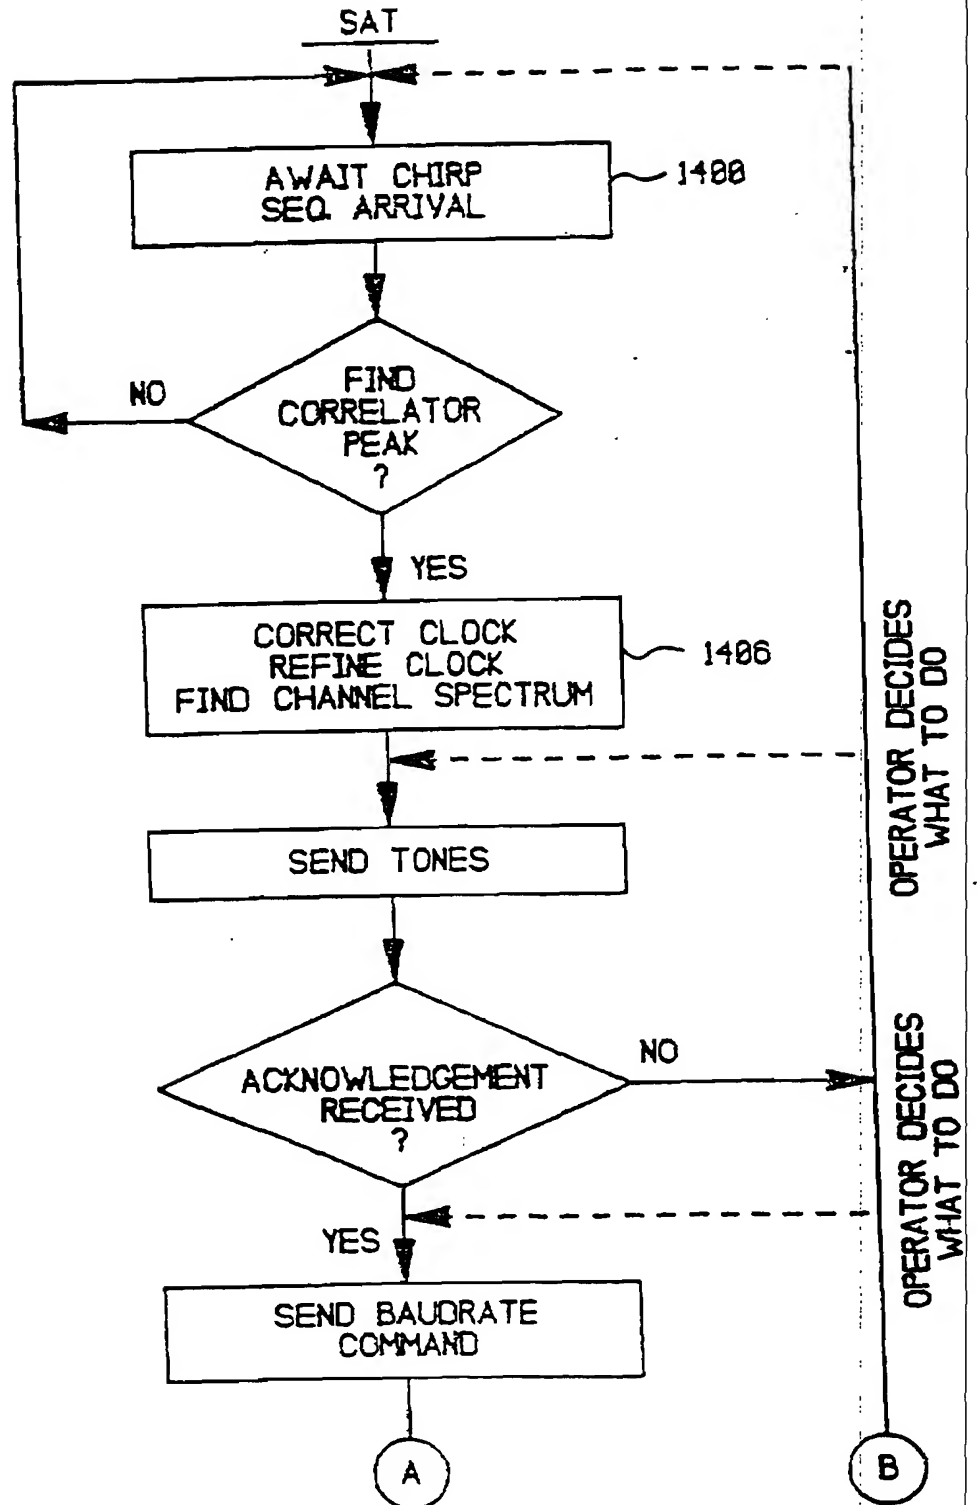 SAT
AWAIT CHIRP
SEQ. ARRIVAL
1400
FIND
CORRELATOR
PEAK
?
NO
YES
CORRECT CLOCK
REFINE CLOCK
FIND CHANNEL SPECTRUM
1406
OPERATOR DECIDES
WHAT TO DO
SEND TONES
ACKNOWLEDGEMENT
RECEIVED
?
NO
OPERATOR DECIDES
WHAT TO DO
YES
SEND BAUDRATE
COMMAND
A
B